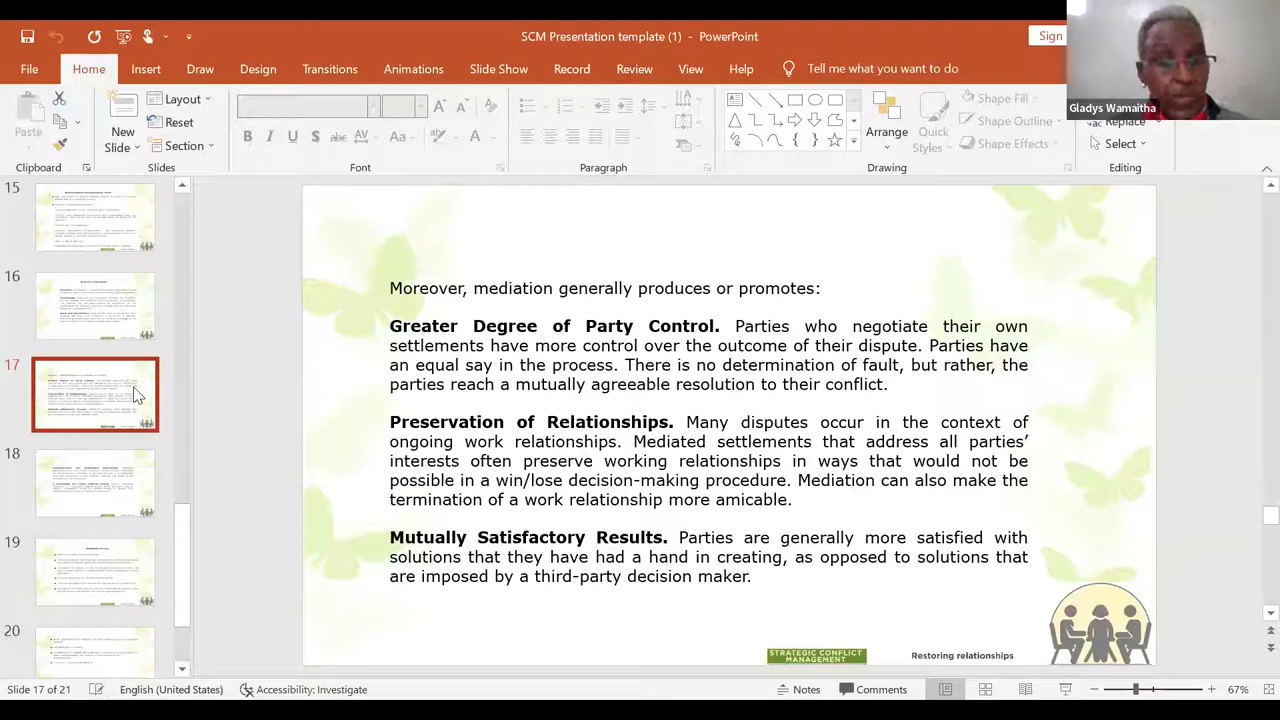 SCM Presentation template (1) - PowerPoint
Sign
File Home Insert Draw Design Transitions Animations Slide Show Record Review View Help Tell me what you want to do
Gladys Wamaitha
Paste
New
Slide
Layout
Reset
Section
B I U S abc AV Aa
Arrange
Quick
Styles
Shape Fill
Shape Outline
Shape Effects
Replace
Select
Clipboard Slides Font Paragraph Drawing Editing
15
16
17
18
19
20
Moreover, mediation generally produces or promotes:
Greater Degree of Party Control. Parties who negotiate their own
settlements have more control over the outcome of their dispute. Parties have
an equal say in the process. There is no determination of fault, but rather, the
parties reach a mutually agreeable resolution to their conflict.
Preservation of Relationships. Many disputes occur in the context of
ongoing work relationships. Mediated settlements that address all parties’
interests often preserve working relationships in ways that would not be
possible in a win/lose decision-making procedure. Mediation can also make the
termination of a work relationship more amicable.
Mutually Satisfactory Results. Parties are generally more satisfied with
solutions that they have had a hand in creating, as opposed to solutions that
are imposed by a third-party decision maker.
STRATEGIC CONFLICT
MANAGEMENT
Restoring relationships
Slide 17 of 21 English (United States) Accessibility: Investigate Notes Comments 67%